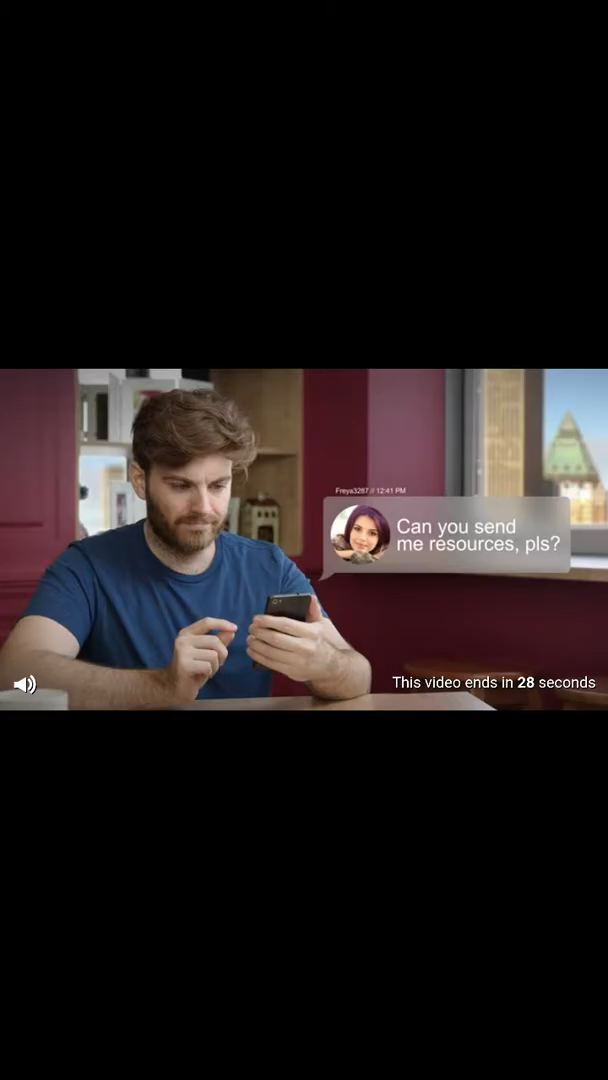 Freya3287 // 12:41 PM
Can you send
me resources, pls?
This video ends in 28 seconds